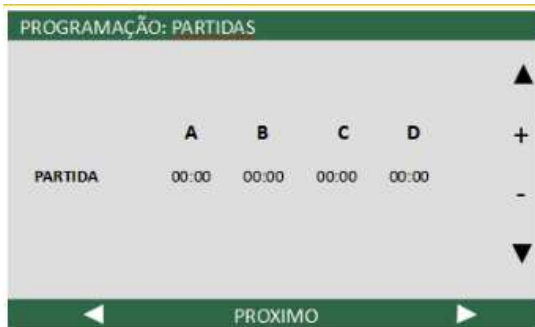 PROGRAMAÇÃO: PARTIDAS
A B C D +
PARTIDA 00:00 00:00 00:00 00:00
-
PROXIMO